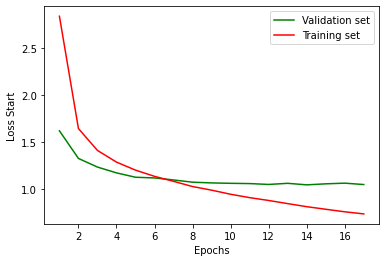 Validation set
Training set
2.5
2.0
1.5
1.0
Loss Start
2 4 6 8 10 12 14 16
Epochs